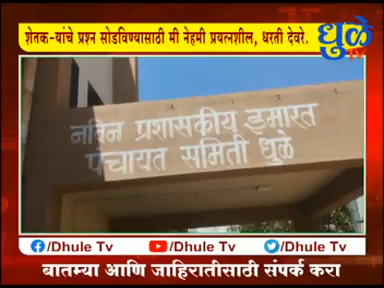 शेतक-यांचे प्रश्न सोडविण्यासाठी मी नेहमी प्रयत्नशील, धरती देवरे.
धुळे
TV
नविन प्रशासकीय इमारत
पंचायत समिती धुळे
/Dhule Tv
/Dhule Tv
/Dhule Tv
बातम्या आणि जाहिरातीसाठी संपर्क करा